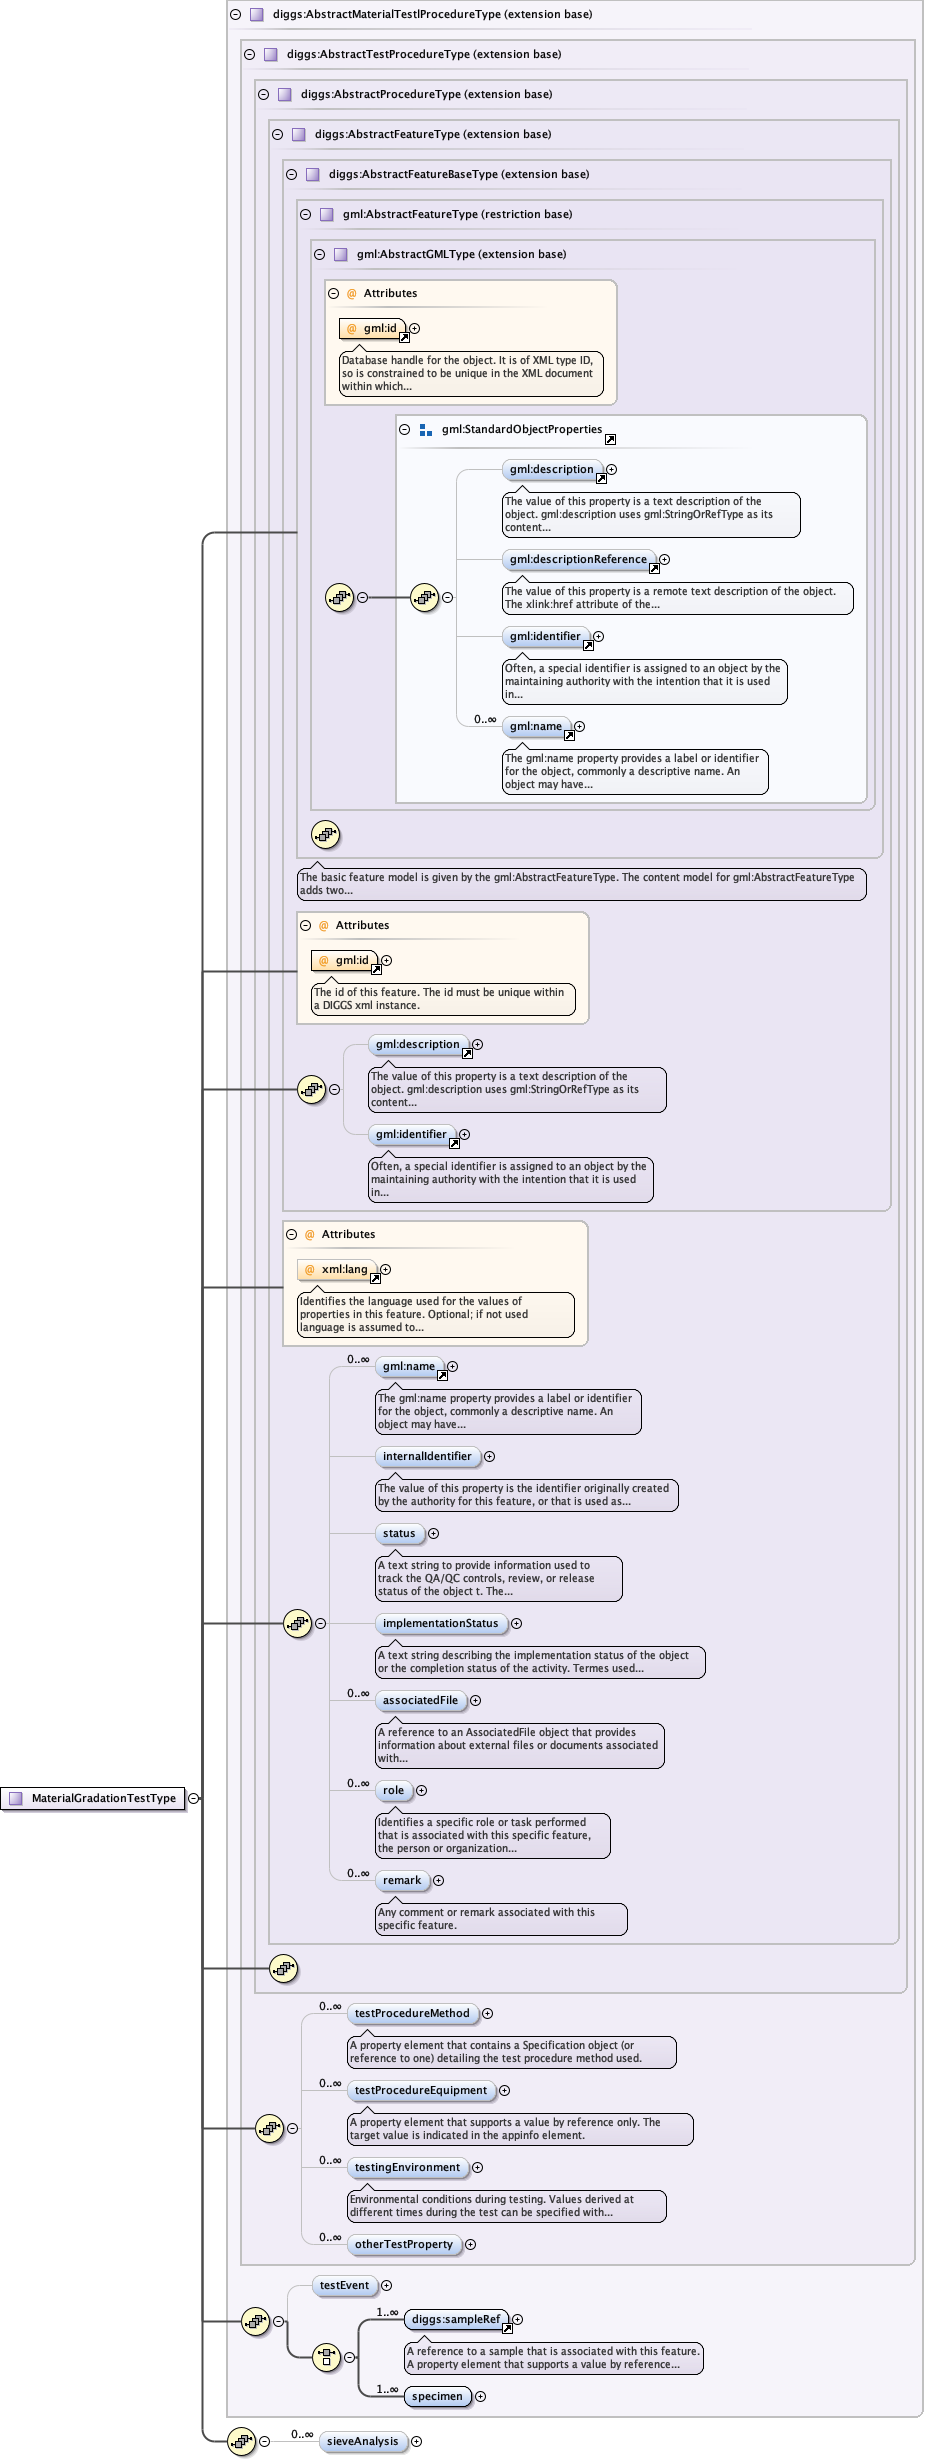 diggs:AbstractMaterialTestlProcedureType (extension base)
diggs:AbstractTestProcedureType (extension base)
diggs:AbstractProcedureType (extension base)
diggs:AbstractFeatureType (extension base)
diggs:AbstractFeatureBaseType (extension base)
gml:AbstractFeatureType (restriction base)
gml:AbstractGMLType (extension base)
@ Attributes
@ gml:id
Database handle for the object. It is of XML type ID,
so is constrained to be unique in the XML document
within which...
gml:StandardObjectProperties
gml:description
The value of this property is a text description of the
object. gml:description uses gml:StringOrRefType as its
content...
gml:descriptionReference
The value of this property is a remote text description of the object.
The xlink:href attribute of the...
gml:identifier
Often, a special identifier is assigned to an object by the
maintaining authority with the intention that it is used
in...
0..∞
gml:name
The gml:name property provides a label or identifier
for the object, commonly a descriptive name. An
object may have...
The basic feature model is given by the gml:AbstractFeatureType. The content model for gml:AbstractFeatureType
adds two...
@ Attributes
@ gml:id
The id of this feature. The id must be unique within
a DIGGS xml instance.
gml:description
The value of this property is a text description of the
object. gml:description uses gml:StringOrRefType as its
content...
gml:identifier
Often, a special identifier is assigned to an object by the
maintaining authority with the intention that it is used
in...
@ Attributes
@ xml:lang
Identifies the language used for the values of
properties in this feature. Optional; if not used
language is assumed to...
0..∞
gml:name
The gml:name property provides a label or identifier
for the object, commonly a descriptive name. An
object may have...
internalIdentifier
The value of this property is the identifier originally created
by the authority for this feature, or that is used as...
status
A text string to provide information used to
track the QA/QC controls, review, or release
status of the object t. The...
implementationStatus
A text string describing the implementation status of the object
or the completion status of the activity. Termes used...
0..∞
associatedFile
A reference to an AssociatedFile object that provides
information about external files or documents associated
with...
0..∞
role
Identifies a specific role or task performed
that is associated with this specific feature,
the person or organization...
MaterialGradationTestType
0..∞
remark
Any comment or remark associated with this
specific feature.
0..∞
testProcedureMethod
A property element that contains a Specification object (or
reference to one) detailing the test procedure method used.
0..∞
testProcedureEquipment
A property element that supports a value by reference only. The
target value is indicated in the appinfo element.
0..∞
testingEnvironment
Environmental conditions during testing. Values derived at
different times during the test can be specified with...
0..∞
otherTestProperty
testEvent
1..∞
diggs:sampleRef
A reference to a sample that is associated with this feature.
A property element that supports a value by reference...
1..∞
specimen
0..∞
sieveAnalysis